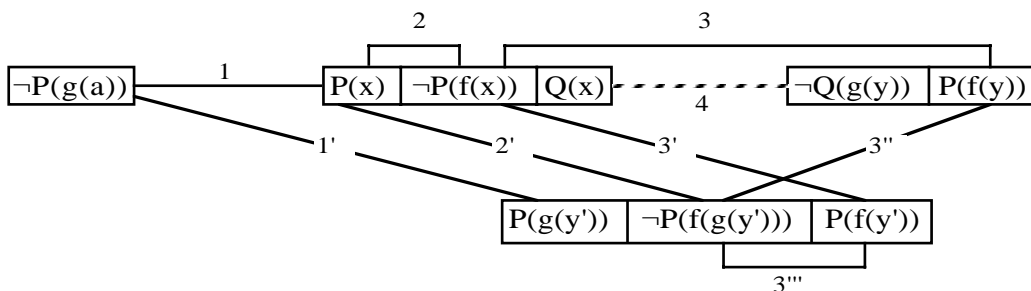 2 3
¬P(g(a)) 1 P(x) ¬P(f(x)) Q(x) 4 ¬Q(g(y)) P(f(y))
1' 2' 3' 3''
P(g(y')) ¬P(f(g(y'))) P(f(y'))
3'''